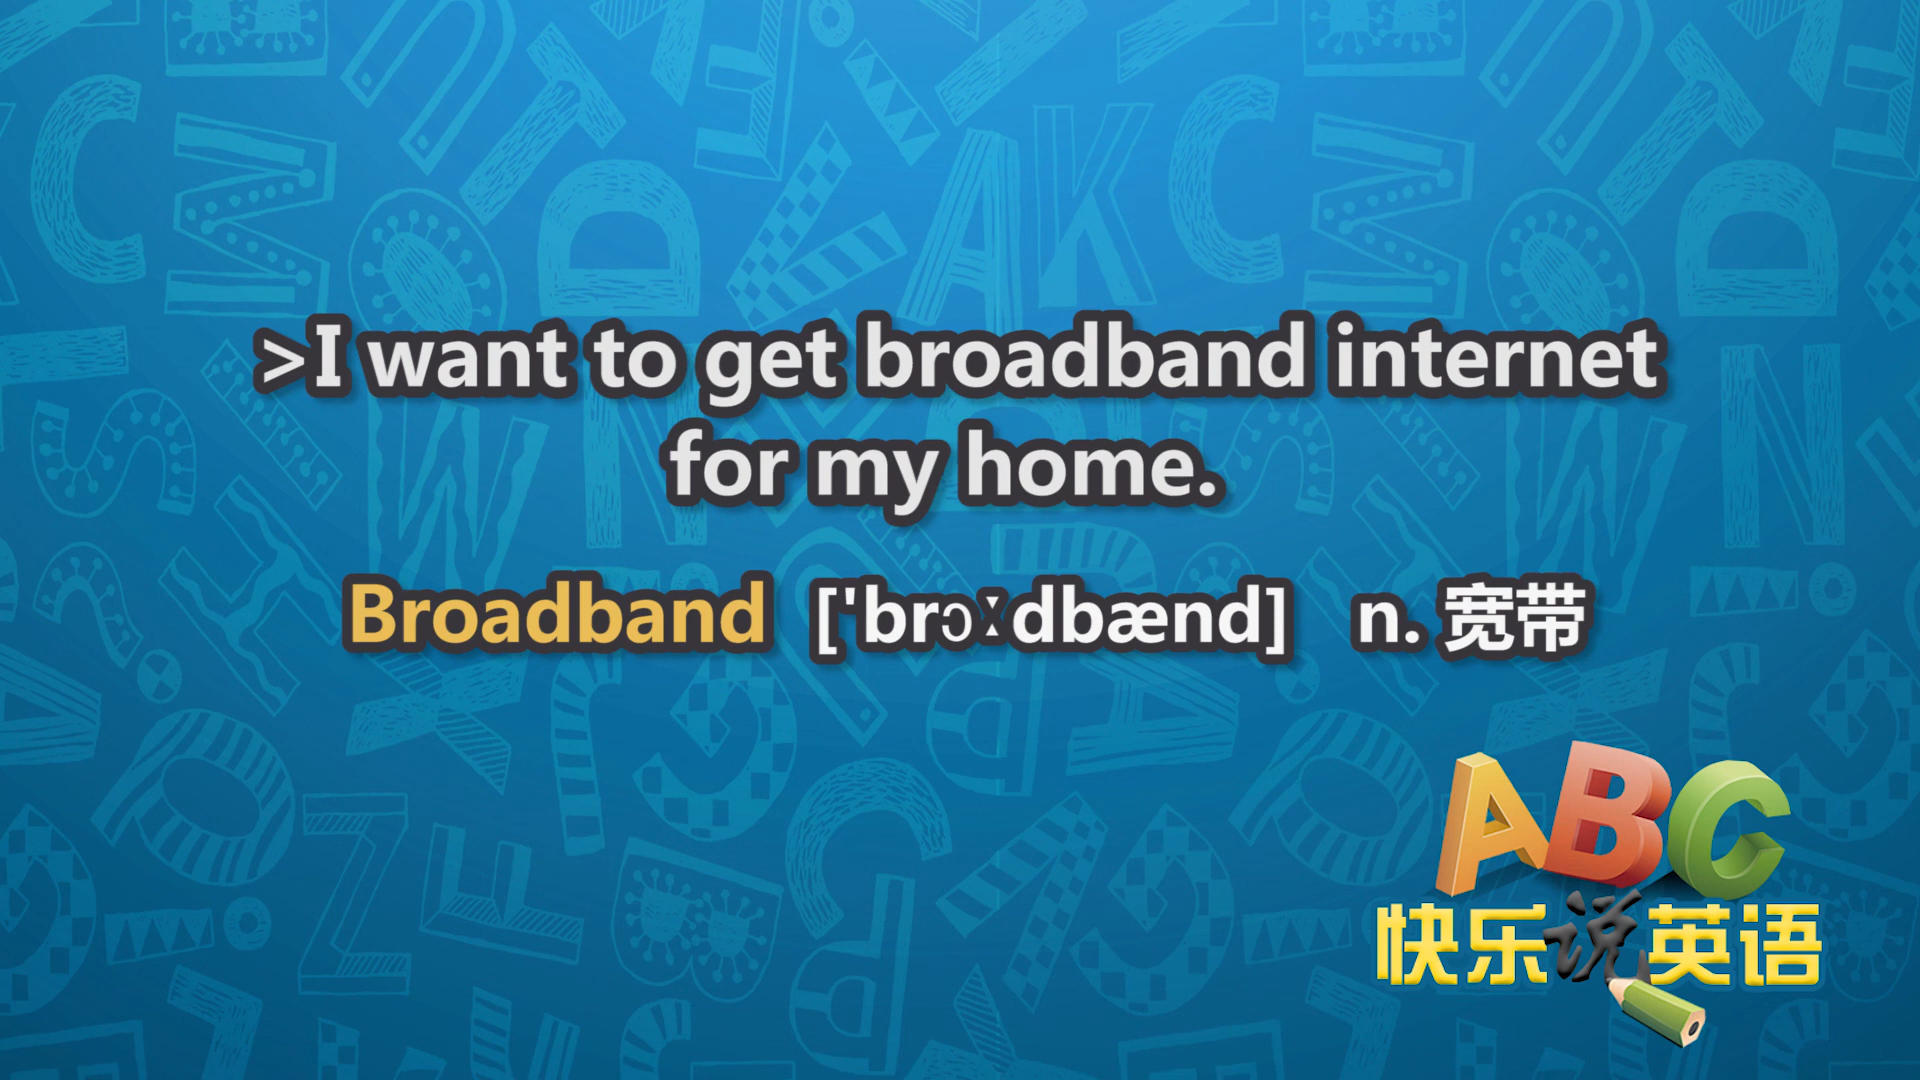 >I want to get broadband internet
for my home.
Broadband ['brɔːdbænd] n. 宽带
ABC
快乐说英语